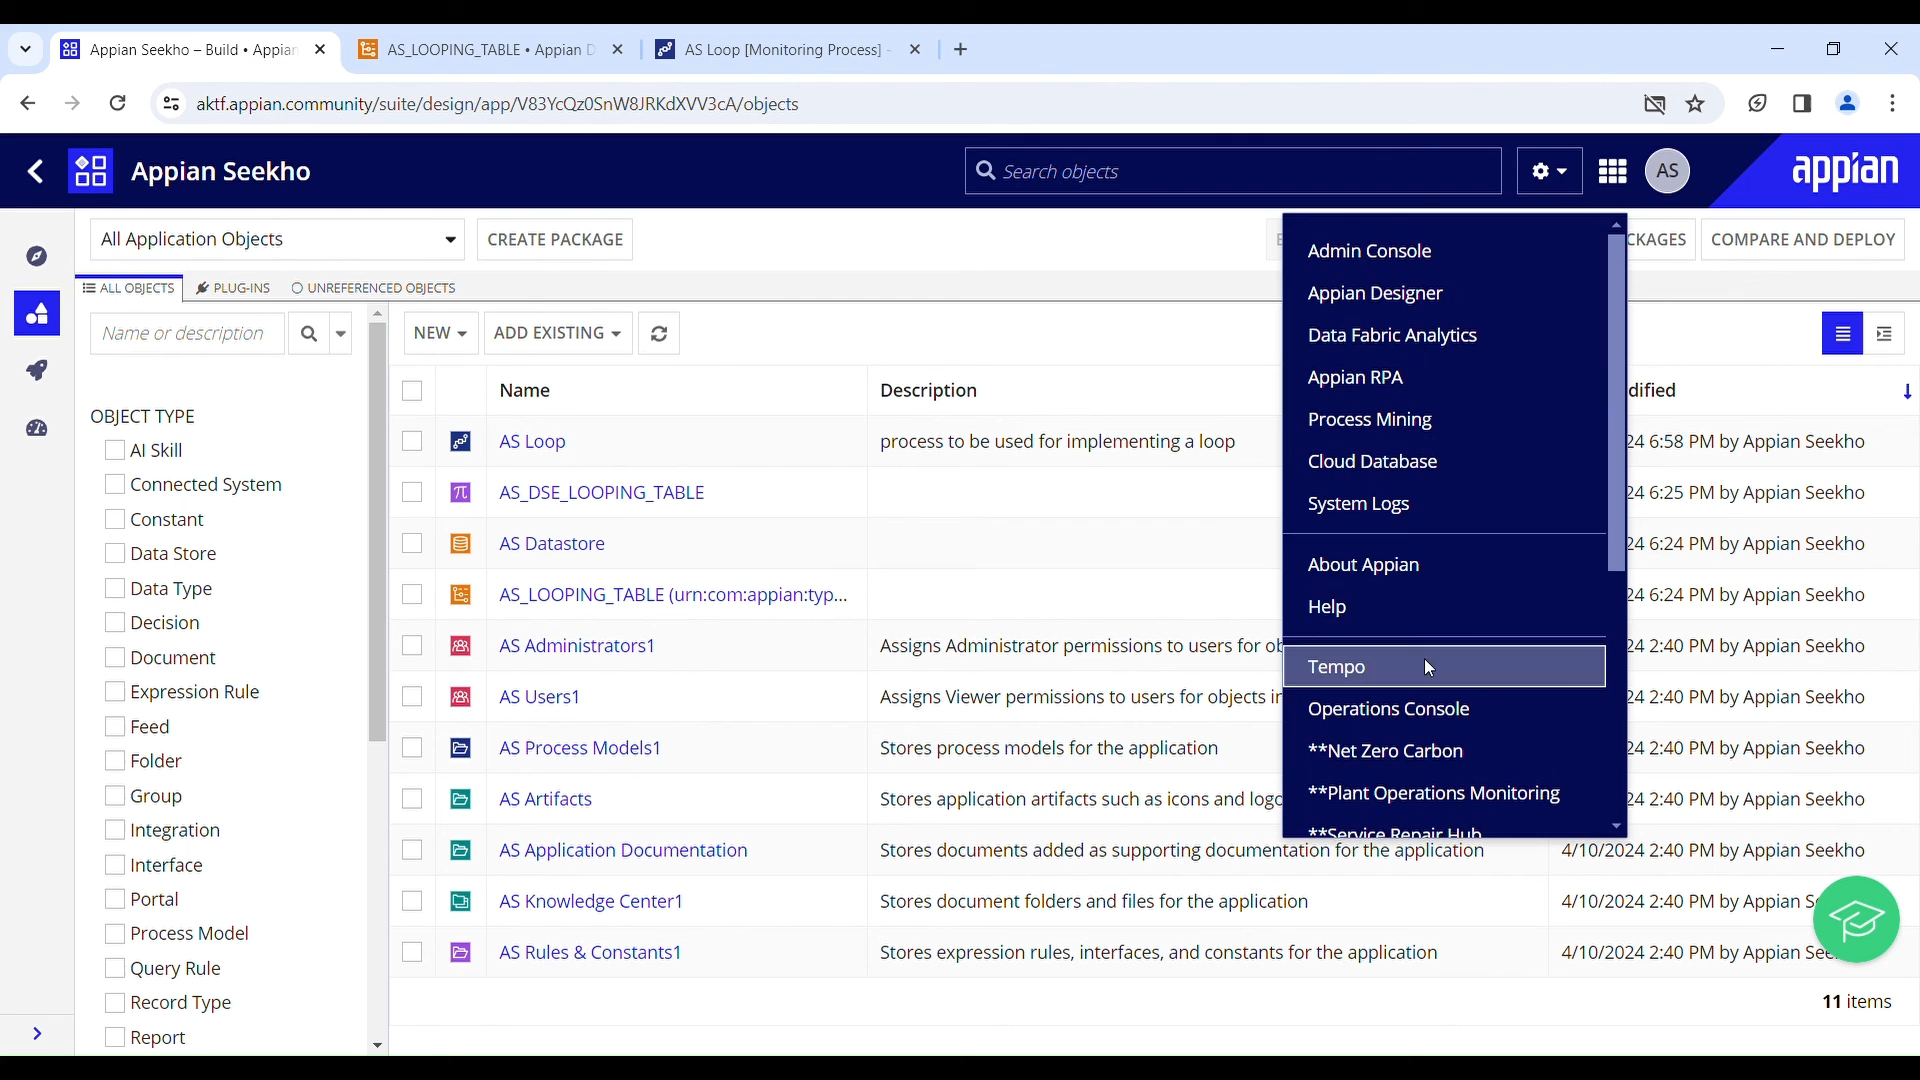 Appian Seekho – Build • Appian
AS_LOOPING_TABLE • Appian D
AS Loop [Monitoring Process] -
aktf.appian.community/suite/design/app/V83YcQz0SnW8JRKdXVV3cA/objects
Appian Seekho
Search objects
AS
appian
All Application Objects
CREATE PACKAGE
CKAGES
COMPARE AND DEPLOY
ALL OBJECTS
PLUG-INS
UNREFERENCED OBJECTS
Name or description
NEW
ADD EXISTING
OBJECT TYPE
AI Skill
Connected System
Constant
Data Store
Data Type
Decision
Document
Expression Rule
Feed
Folder
Group
Integration
Interface
Portal
Process Model
Query Rule
Record Type
Report
Name
Description
dified
AS Loop
process to be used for implementing a loop
24 6:58 PM by Appian Seekho
AS_DSE_LOOPING_TABLE
24 6:25 PM by Appian Seekho
AS Datastore
24 6:24 PM by Appian Seekho
AS_LOOPING_TABLE (urn:com:appian:typ...
24 6:24 PM by Appian Seekho
AS Administrators1
Assigns Administrator permissions to users for ob
24 2:40 PM by Appian Seekho
AS Users1
Assigns Viewer permissions to users for objects in
24 2:40 PM by Appian Seekho
AS Process Models1
Stores process models for the application
24 2:40 PM by Appian Seekho
AS Artifacts
Stores application artifacts such as icons and logo
24 2:40 PM by Appian Seekho
AS Application Documentation
Stores documents added as supporting documentation for the application
4/10/2024 2:40 PM by Appian Seekho
AS Knowledge Center1
Stores document folders and files for the application
4/10/2024 2:40 PM by Appian S
AS Rules & Constants1
Stores expression rules, interfaces, and constants for the application
4/10/2024 2:40 PM by Appian See
11 items
Admin Console
Appian Designer
Data Fabric Analytics
Appian RPA
Process Mining
Cloud Database
System Logs
About Appian
Help
Tempo
Operations Console
**Net Zero Carbon
**Plant Operations Monitoring
**Service Repair Hub